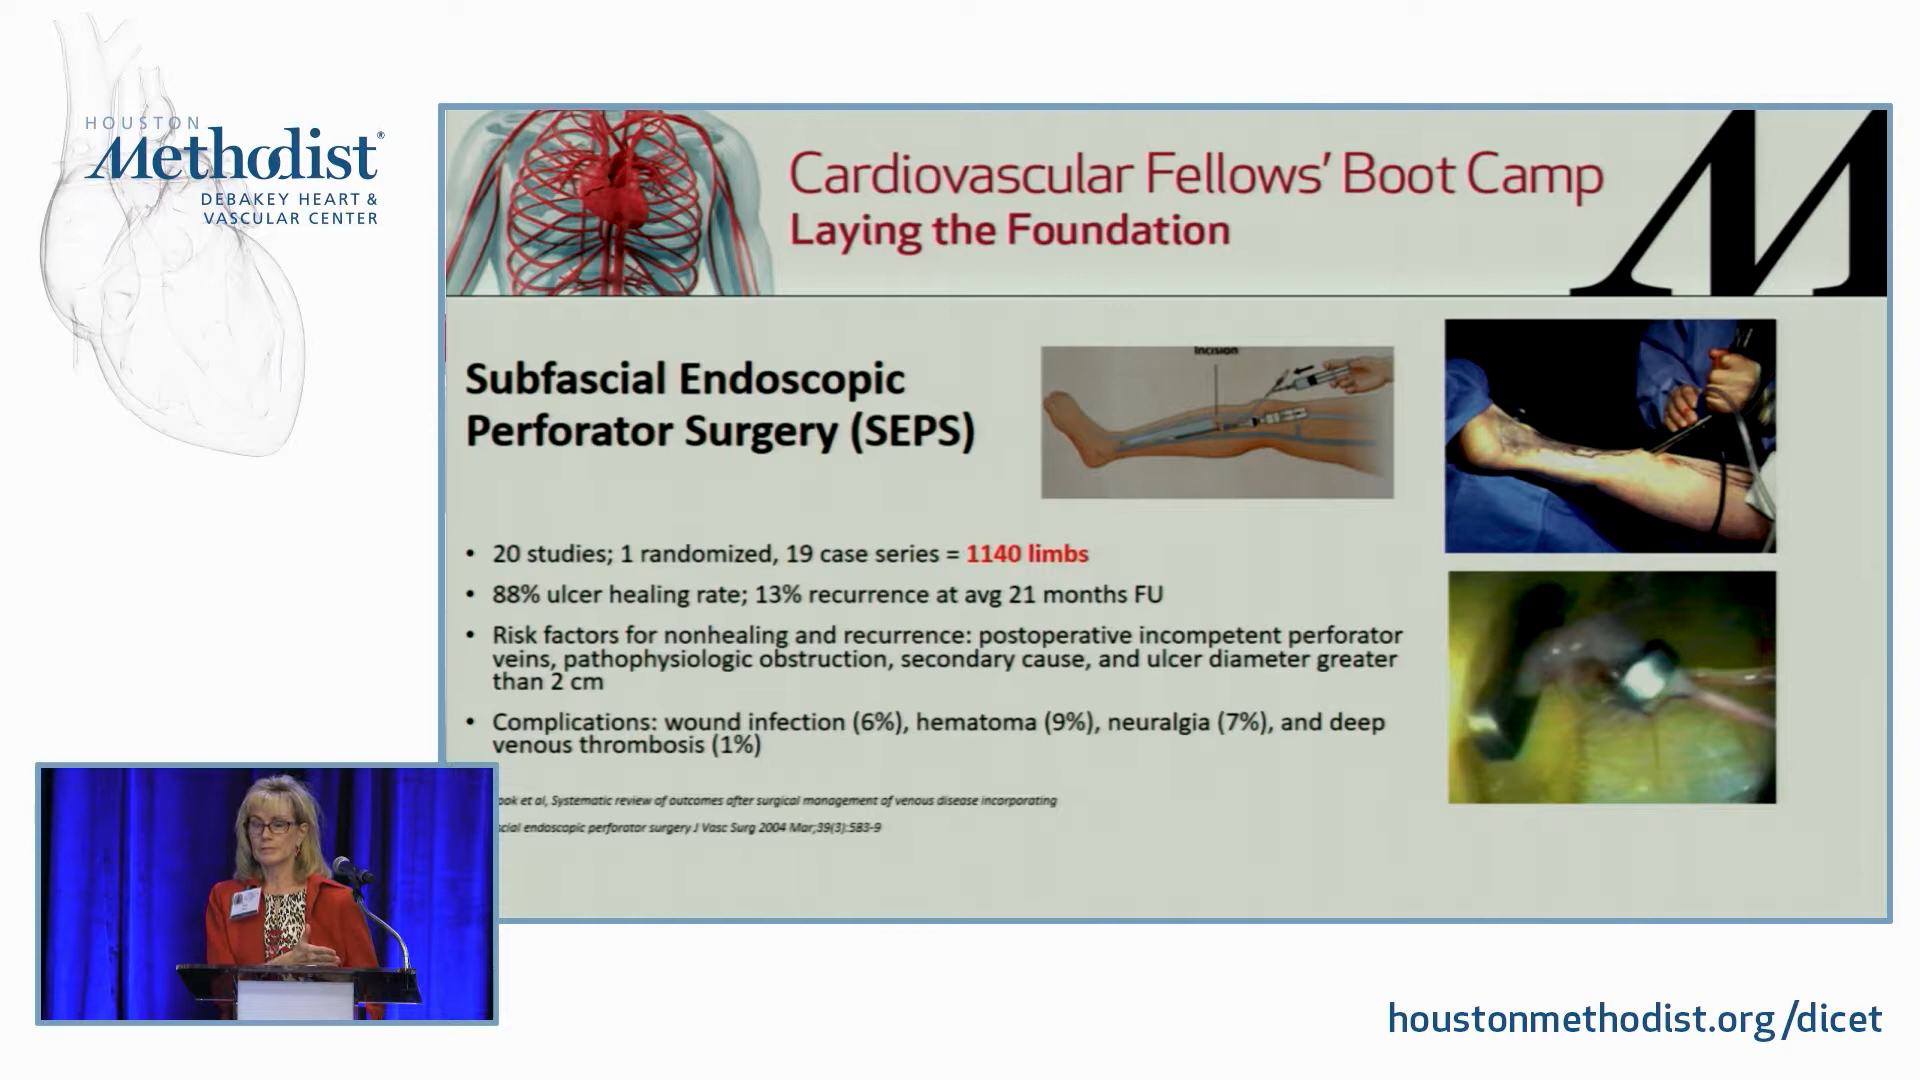 HOUSTON
Methodist®
DEBAKEY HEART &
VASCULAR CENTER
Cardiovascular Fellows' Boot Camp
Laying the Foundation
M
Incision
Subfascial Endoscopic
Perforator Surgery (SEPS)
• 20 studies; 1 randomized, 19 case series = 1140 limbs
• 88% ulcer healing rate; 13% recurrence at avg 21 months FU
• Risk factors for nonhealing and recurrence: postoperative incompetent perforator
veins, pathophysiologic obstruction, secondary cause, and ulcer diameter greater
than 2 cm
• Complications: wound infection (6%), hematoma (9%), neuralgia (7%), and deep
venous thrombosis (1%)
et al, Systematic review of outcomes after surgical management of venous disease incorporating
endoscopic perforator surgery J Vasc Surg 2004 Mar;39(3):583-9
houstonmethodist.org/dicet